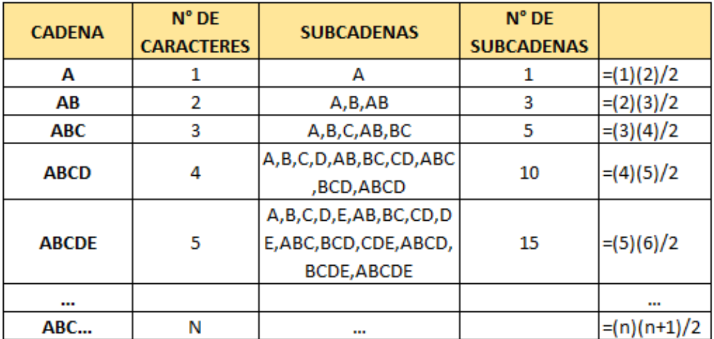 CADENA N° DE CARACTERES SUBCADENAS N° DE SUBCADENAS
A 1 A 1 =(1)(2)/2
AB 2 A,B,AB 3 =(2)(3)/2
ABC 3 A,B,C,AB,BC 5 =(3)(4)/2
ABCD 4 A,B,C,D,AB,BC,CD,ABC
,BCD,ABCD 10 =(4)(5)/2
ABCDE 5 A,B,C,D,E,AB,BC,CD,D
E,ABC,BCD,CDE,ABCD,
BCDE,ABCDE 15 =(5)(6)/2
... ...
ABC... N ... =(n)(n+1)/2